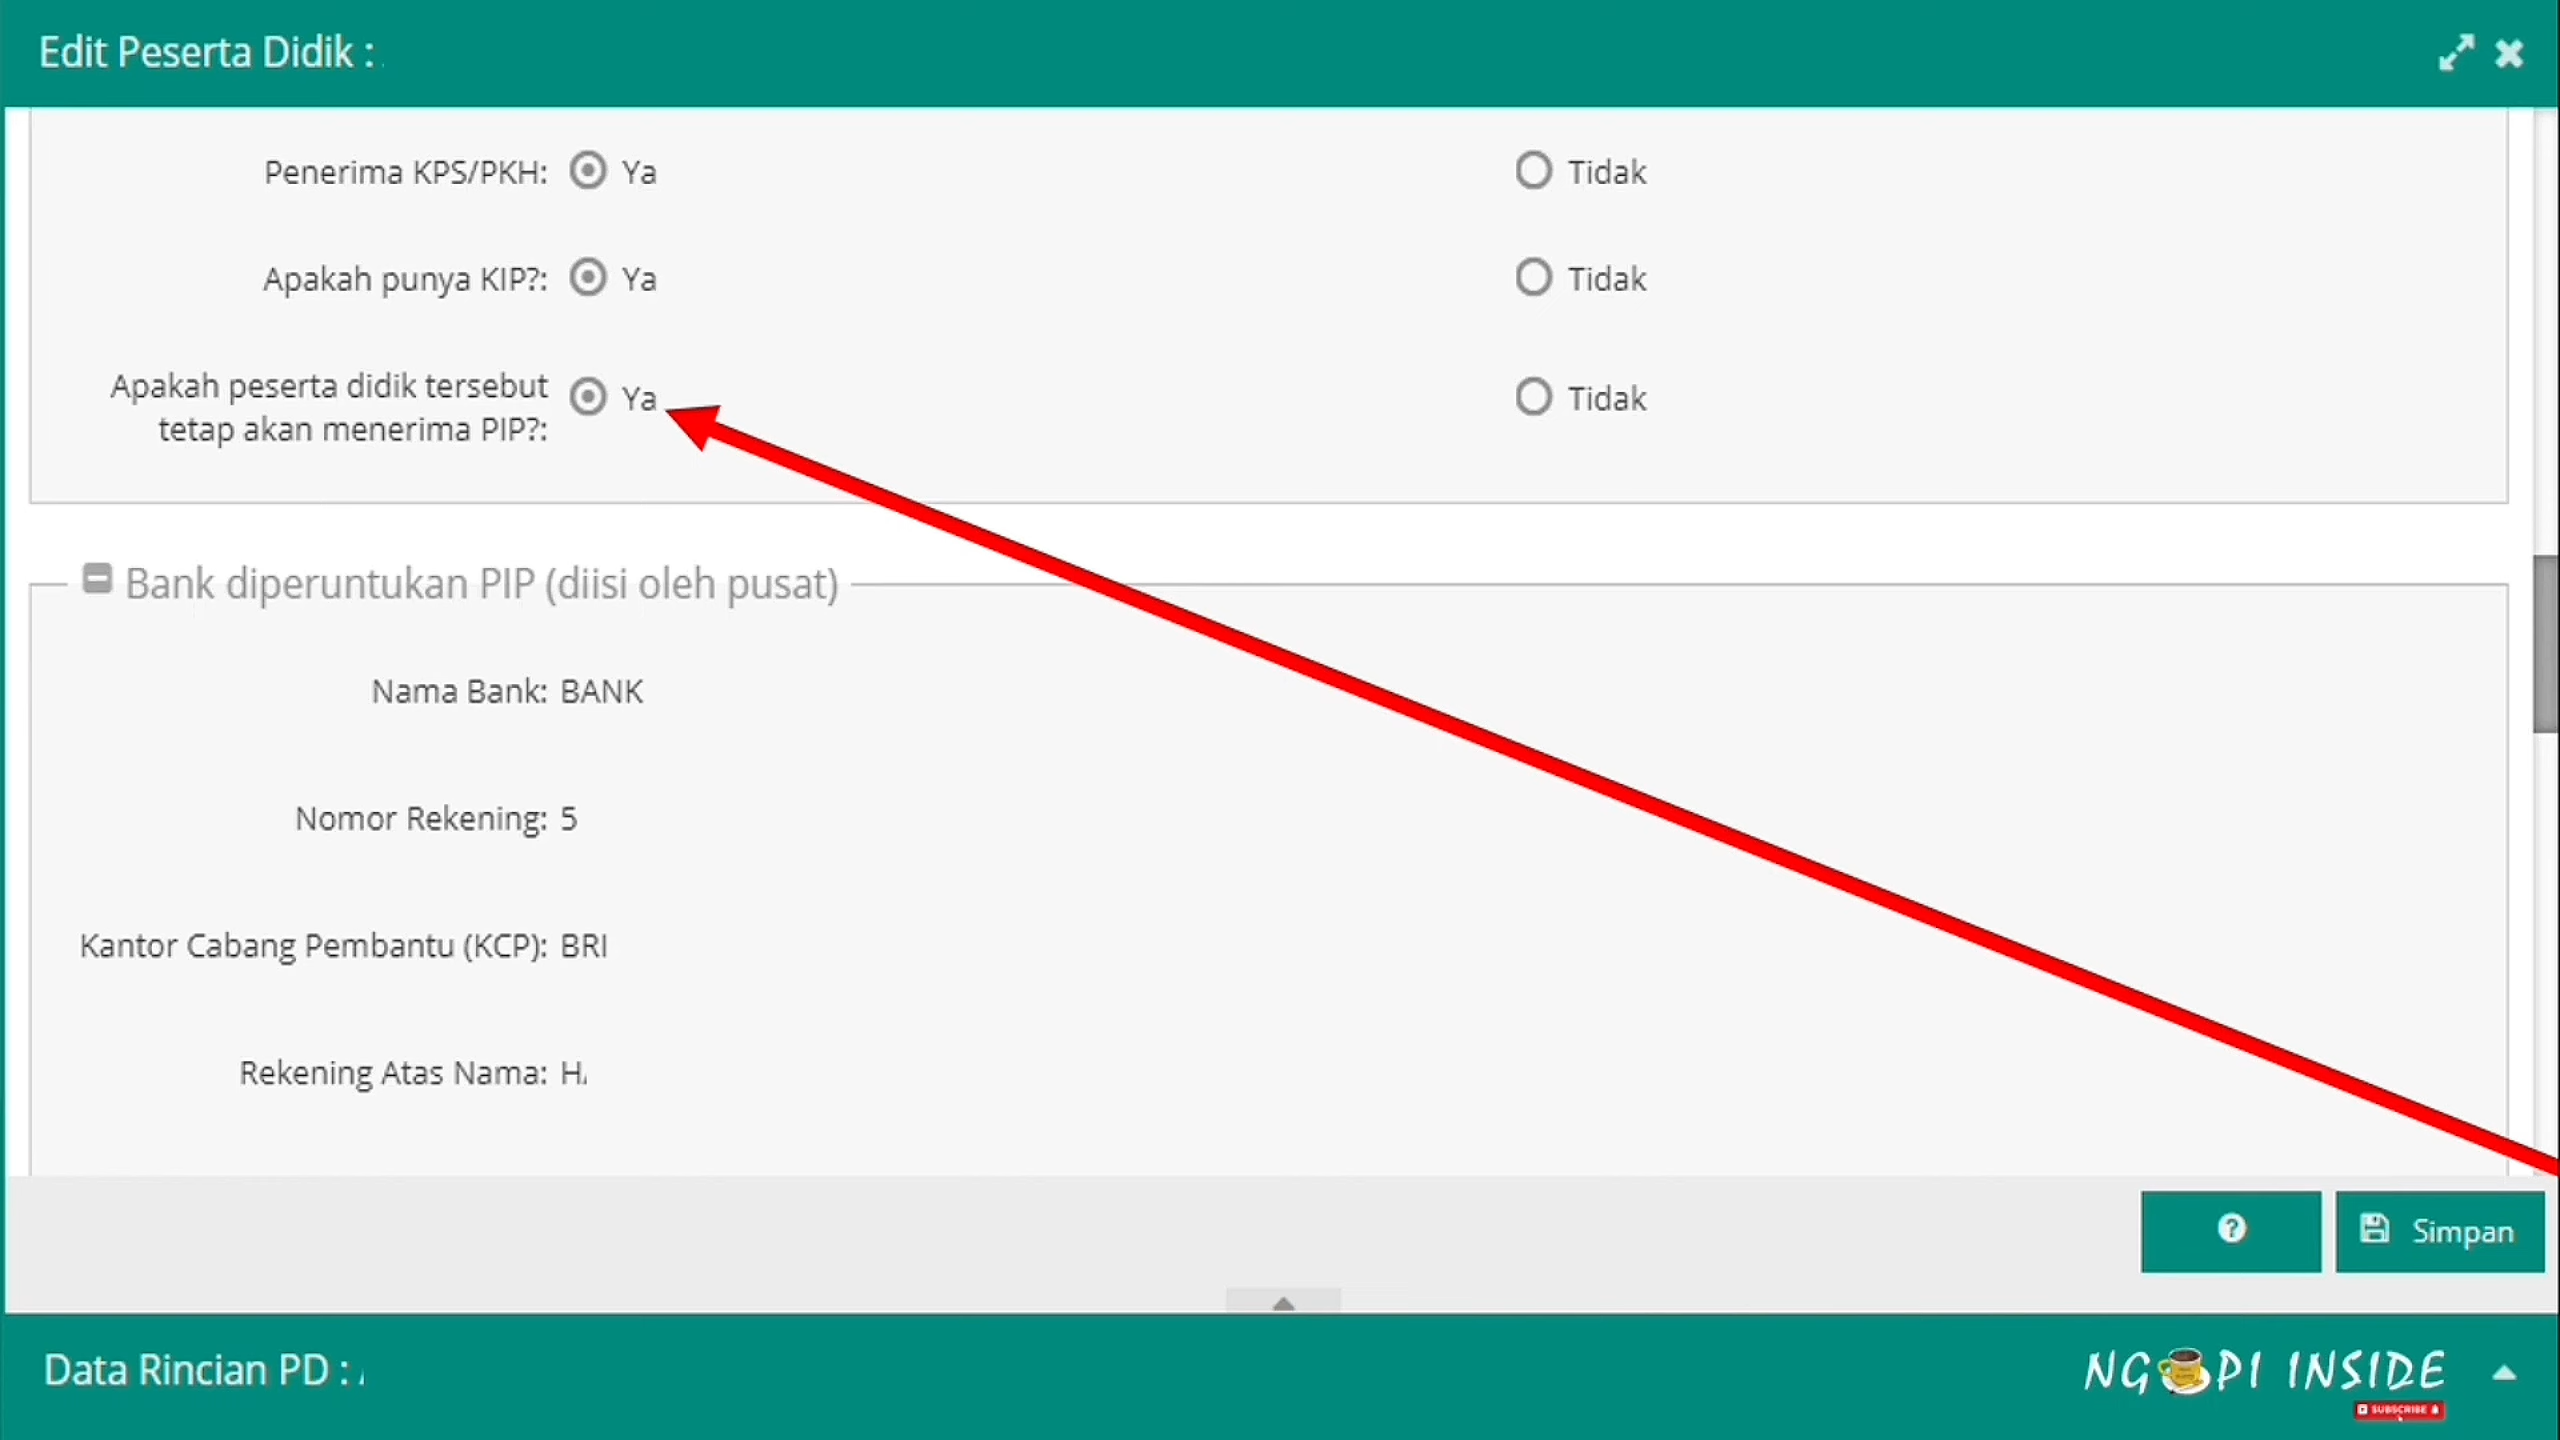 Edit Peserta Didik :
Penerima KPS/PKH: Ya Tidak
Apakah punya KIP?: Ya Tidak
Apakah peserta didik tersebut
tetap akan menerima PIP?: Ya Tidak
Bank diperuntukan PIP (diisi oleh pusat)
Nama Bank: BANK
Nomor Rekening: 5
Kantor Cabang Pembantu (KCP): BRI
Rekening Atas Nama: H
Simpan
Data Rincian PD :
NGOPI INSIDE
SUBSCRIBE